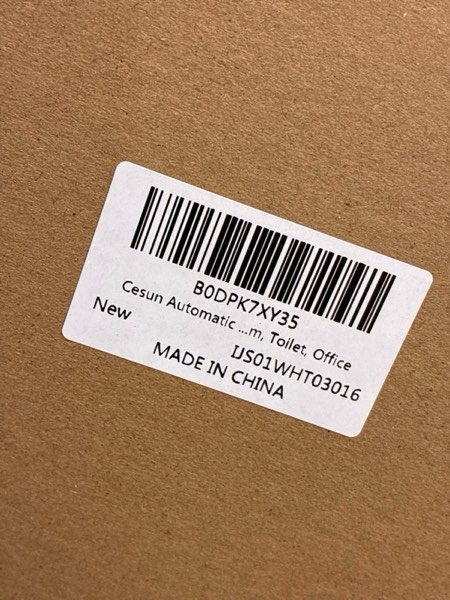 B0DPK7XY35
Cesun Automatic ...m, Toilet, Office
New
IJS01WHT03016
MADE IN CHINA